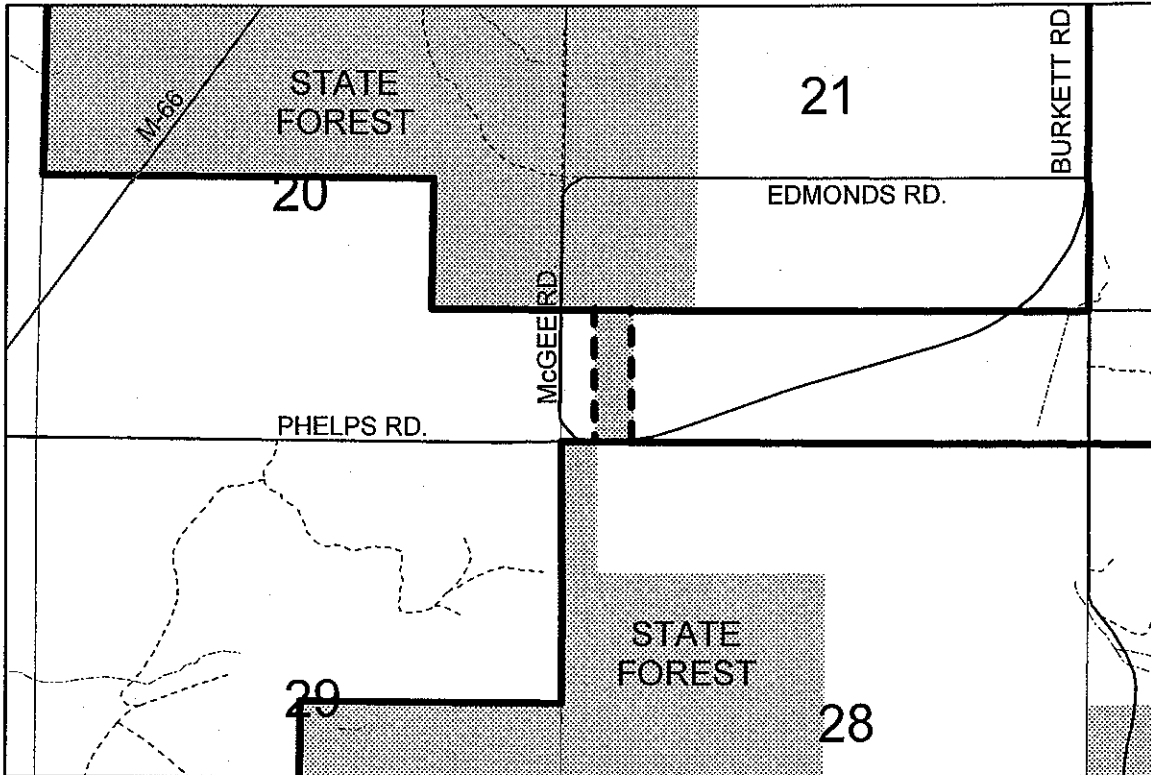 STATE
FOREST
M-66
21
BURKETT RD.
20
EDMONDS RD.
McGEE RD
PHELPS RD.
STATE
FOREST
29
28